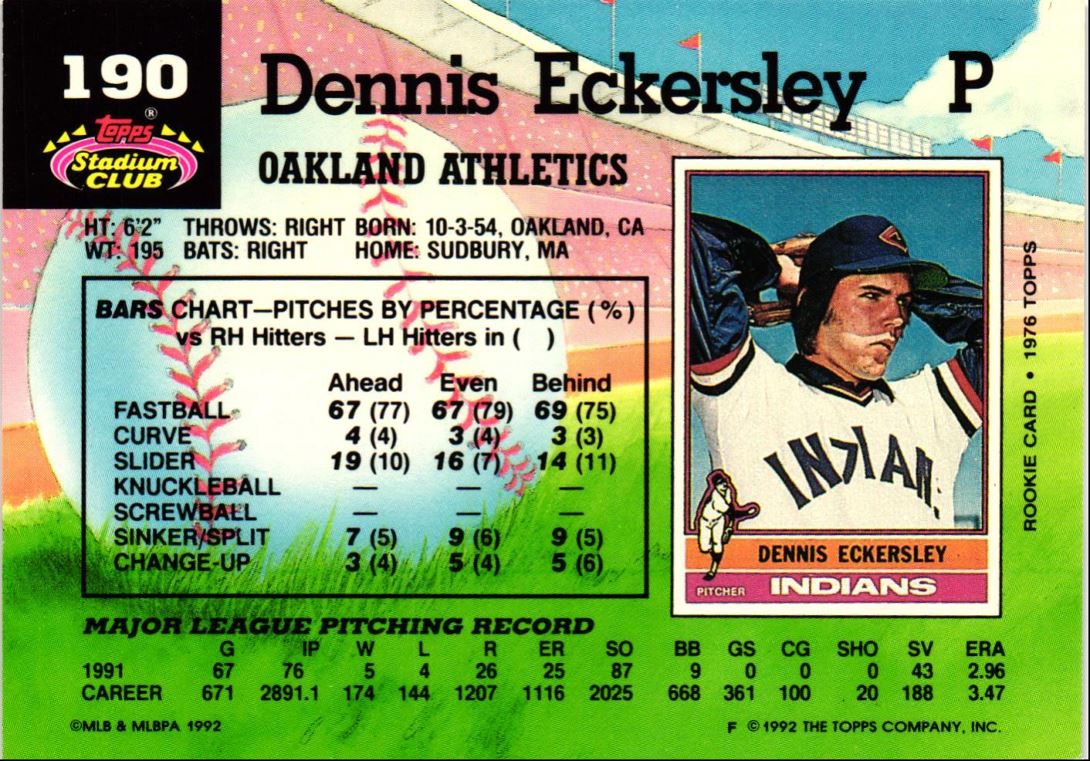 190
Dennis Eckersley P
Topps ®
Stadium
CLUB
OAKLAND ATHLETICS
HT: 6'2" THROWS: RIGHT BORN: 10-3-54, OAKLAND, CA
WT: 195 BATS: RIGHT HOME: SUDBURY, MA
BARS CHART—PITCHES BY PERCENTAGE (%)
vs RH Hitters — LH Hitters in ( )
Ahead Even Behind
FASTBALL 67 (77) 67 (79) 69 (75)
CURVE 4 (4) 3 (4) 3 (3)
SLIDER 19 (10) 16 (7) 14 (11)
KNUCKLEBALL — — —
SCREWBALL — — —
SINKER/SPLIT 7 (5) 9 (6) 9 (5)
CHANGE-UP 3 (4) 5 (4) 5 (6)
INDIAN
DENNIS ECKERSLEY
PITCHER INDIANS
ROOKIE CARD • 1976 TOPPS
MAJOR LEAGUE PITCHING RECORD
G IP W L R ER SO BB GS CG SHO SV ERA
1991 67 76 5 4 26 25 87 9 0 0 0 43 2.96
CAREER 671 2891.1 174 144 1207 1116 2025 668 361 100 20 188 3.47
©MLB & MLBPA 1992 F ©1992 THE TOPPS COMPANY, INC.